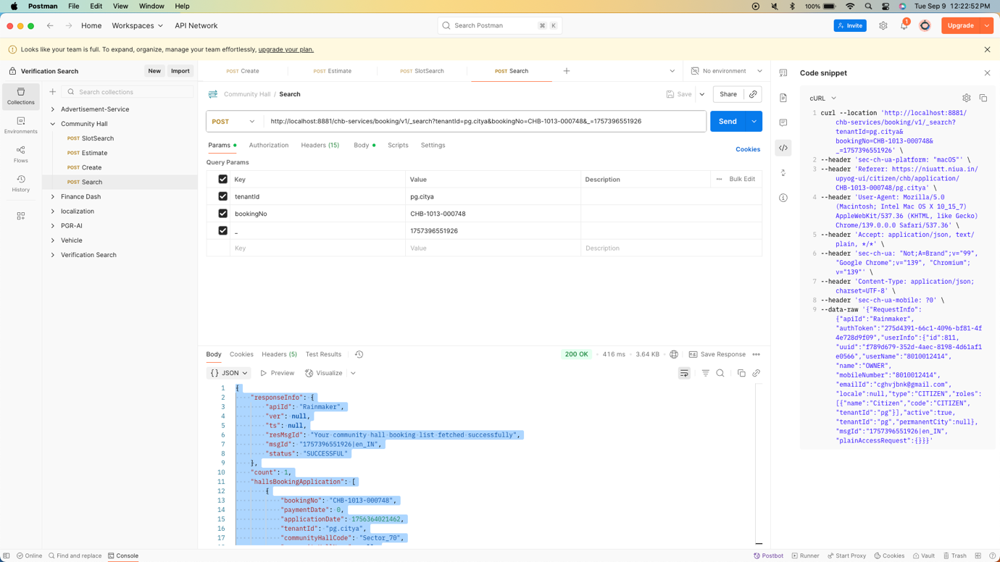 Postman File Edit View Window Help
100% Tue Sep 9 12:22:52 PM
Home Workspaces API Network
Search Postman ⌘ K
Invite 1 Upgrade
Looks like your team is full. To expand, organize, manage your team effortlessly, upgrade your plan.
Verification Search New Import
POST Create POST Estimate POST SlotSearch POST Search
No environment
Code snippet
Collections
Environments
Flows
History
Search collections
Advertisement-Service
Community Hall
POST SlotSearch
POST Estimate
POST Create
POST Search
Finance Dash
localization
PGR-AI
Vehicle
Verification Search
HTTP Community Hall / Search
Save Share
POST http://localhost:8881/chb-services/booking/v1/_search?tenantId=pg.citya&bookingNo=CHB-1013-000748&_=1757396551926
Send
Params Authorization Headers (15) Body Scripts Settings
Cookies
Query Params
Key Value Description Bulk Edit
tenantId pg.citya
bookingNo CHB-1013-000748
_ 1757396551926
Key Value Description
Body Cookies Headers (5) Test Results
200 OK 416 ms 3.64 KB Save Response
{ } JSON Preview Visualize
1 {
2 "responseInfo": {
3 "apiId": "Rainmaker",
4 "ver": null,
5 "ts": null,
6 "resMsgId": "Your community hall booking list fetched successfully",
7 "msgId": "1757396551926|en_IN",
8 "status": "SUCCESSFUL"
9 },
10 "count": 1,
11 "hallsBookingApplication": [
12 {
13 "bookingNo": "CHB-1013-000748",
14 "paymentDate": 0,
15 "applicationDate": 1756364021462,
16 "tenantId": "pg.citya",
17 "communityHallCode": "Sector_70",
cURL
1 curl --location 'http://localhost:8881/
chb-services/booking/v1/_search?
tenantId=pg.citya&
bookingNo=CHB-1013-000748&
_=1757396551926' \
2 --header 'sec-ch-ua-platform: "macOS"' \
3 --header 'Referer: https://niuatt.niua.in/
upyog-ui/citizen/chb/application/
CHB-1013-000748/pg.citya' \
4 --header 'User-Agent: Mozilla/5.0
(Macintosh; Intel Mac OS X 10_15_7)
AppleWebKit/537.36 (KHTML, like Gecko)
Chrome/139.0.0.0 Safari/537.36' \
5 --header 'Accept: application/json, text/
plain, */*' \
6 --header 'sec-ch-ua: "Not;A=Brand";v="99",
"Google Chrome";v="139", "Chromium";
v="139"' \
7 --header 'Content-Type: application/json;
charset=UTF-8' \
8 --header 'sec-ch-ua-mobile: ?0' \
9 --data-raw '{"RequestInfo":
{"apiId":"Rainmaker",
"authToken":"275d4391-66c1-4096-bf81-4f
4e728d9f09","userInfo":{"id":811,
"uuid":"f789d679-352d-4aec-8198-4d61af1
e0566","userName":"8010012414",
"name":"OWNER",
"mobileNumber":"8010012414",
"emailId":"cghvjbnk@gmail.com",
"locale":null,"type":"CITIZEN","roles":
[{"name":"Citizen","code":"CITIZEN",
"tenantId":"pg"}],"active":true,
"tenantId":"pg","permanentCity":null},
"msgId":"1757396551926|en_IN",
"plainAccessRequest":{}}}'
Online Find and replace Console
Postbot Runner Start Proxy Cookies Vault Trash